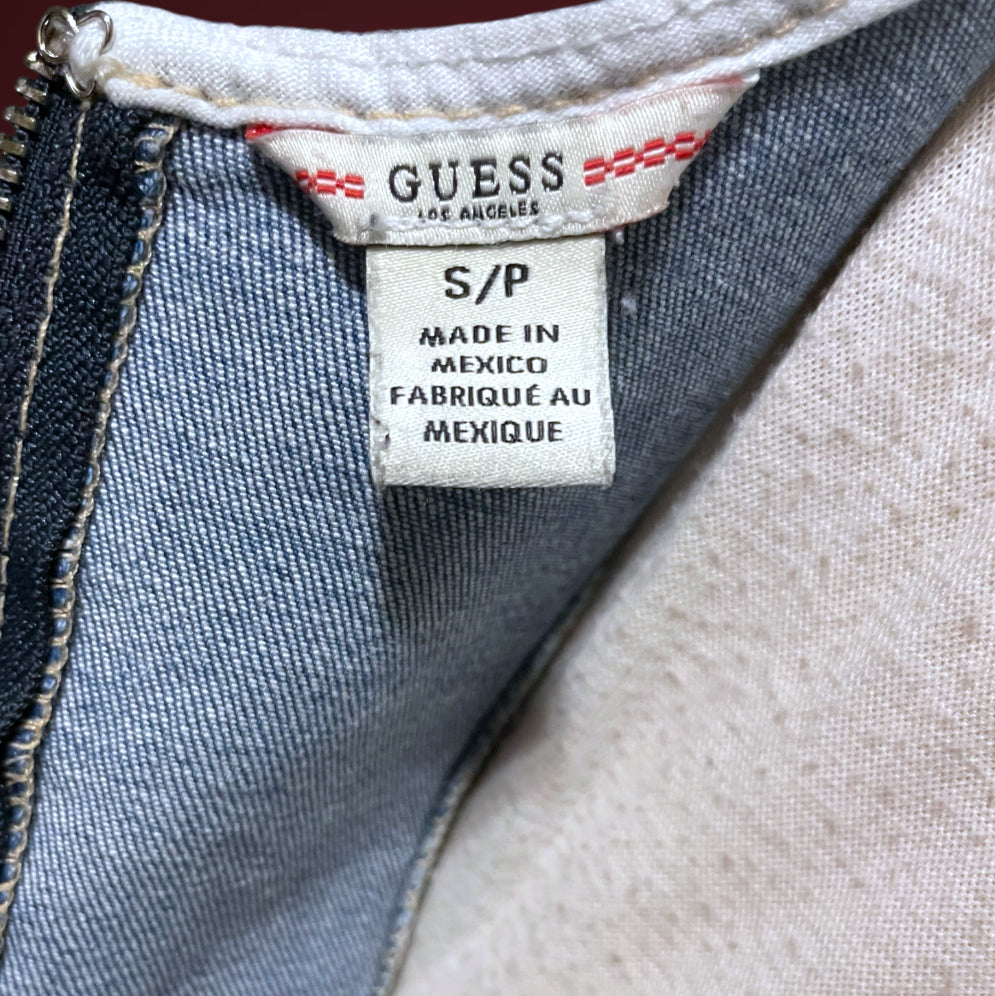 GUESS
LOS ANGELES
S/P
MADE IN
MEXICO
FABRIQUÉ AU
MEXIQUE